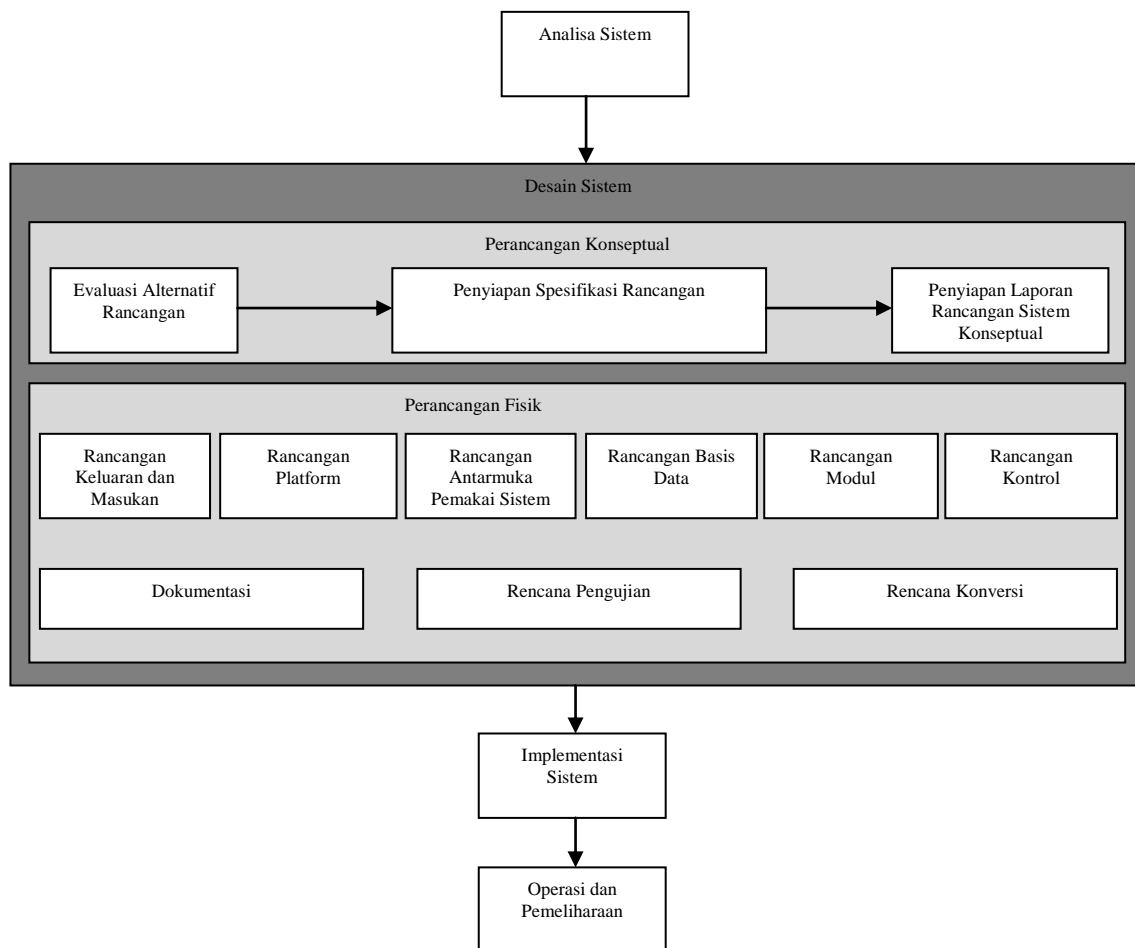 Analisa Sistem
Desain Sistem
Perancangan Konseptual
Evaluasi Alternatif
Rancangan
Penyiapan Spesifikasi Rancangan
Penyiapan Laporan
Rancangan Sistem
Konseptual
Perancangan Fisik
Rancangan
Keluaran dan
Masukan
Rancangan
Platform
Rancangan
Antarmuka
Pemakai Sistem
Rancangan Basis
Data
Rancangan
Modul
Rancangan
Kontrol
Dokumentasi
Rencana Pengujian
Rencana Konversi
Implementasi
Sistem
Operasi dan
Pemeliharaan